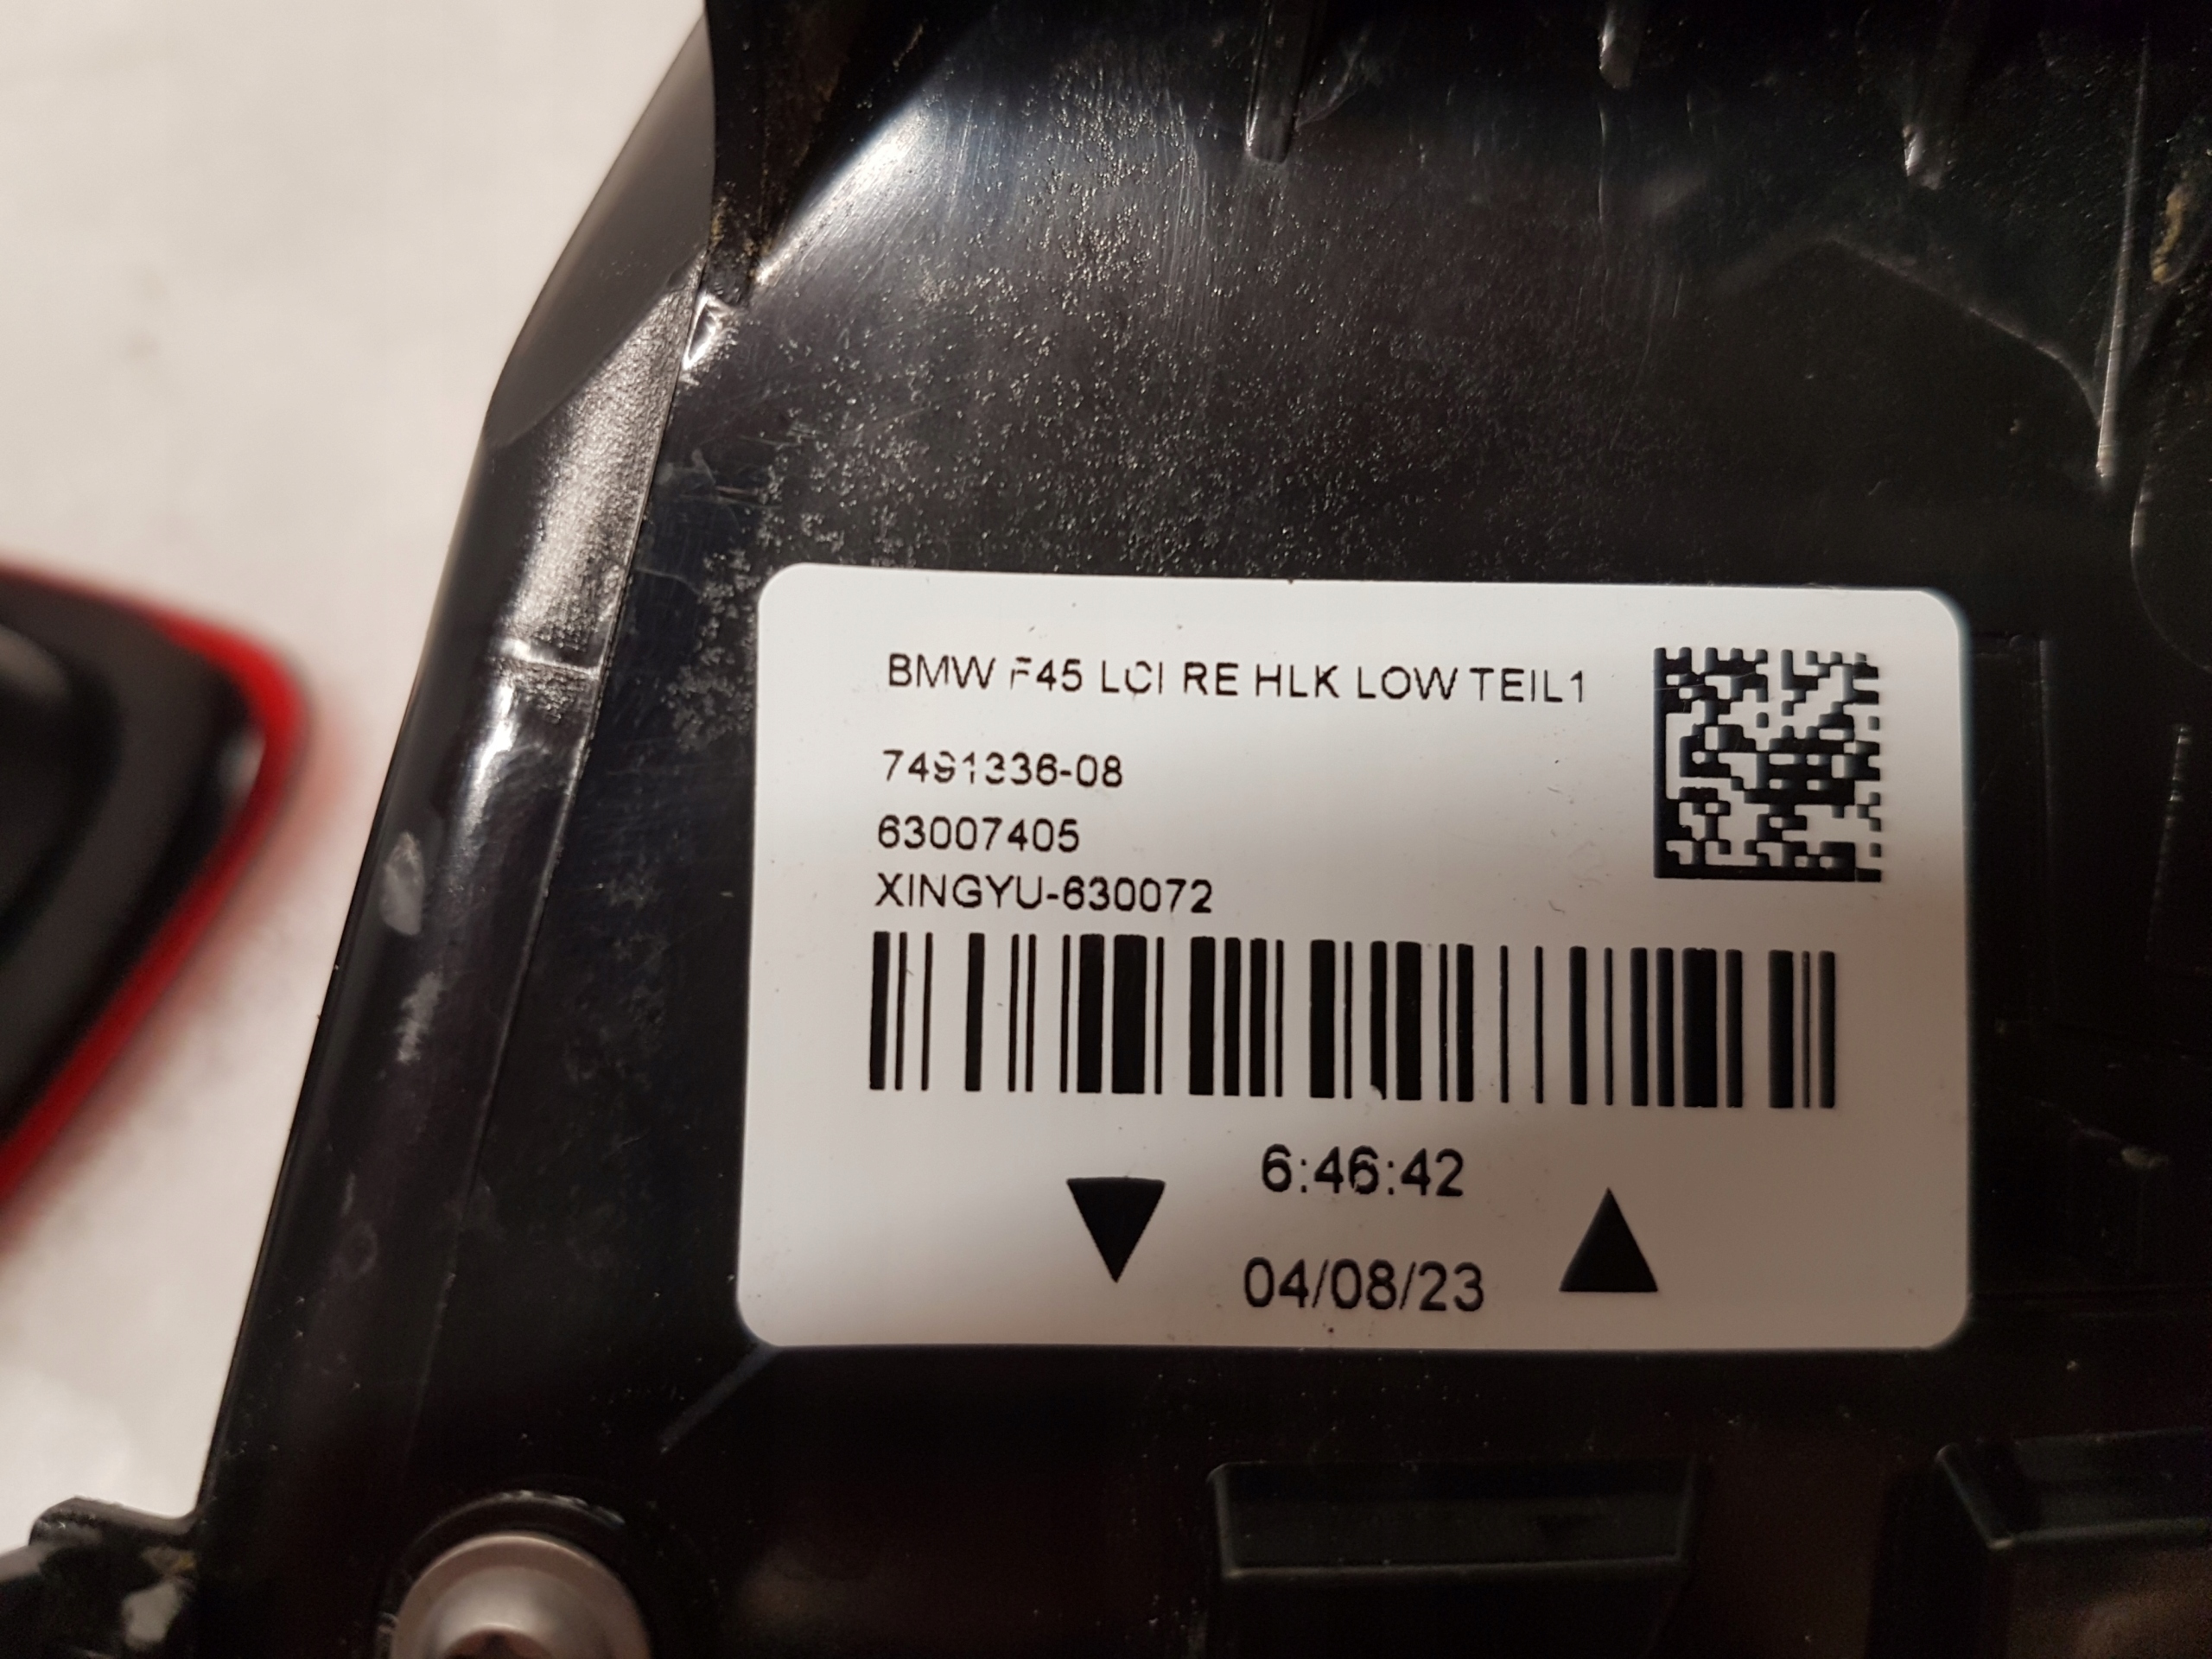 BMW F45 LCI RE HLK LOW TEIL1
7491336-08
63007405
XINGYU-630072
6:46:42
04/08/23